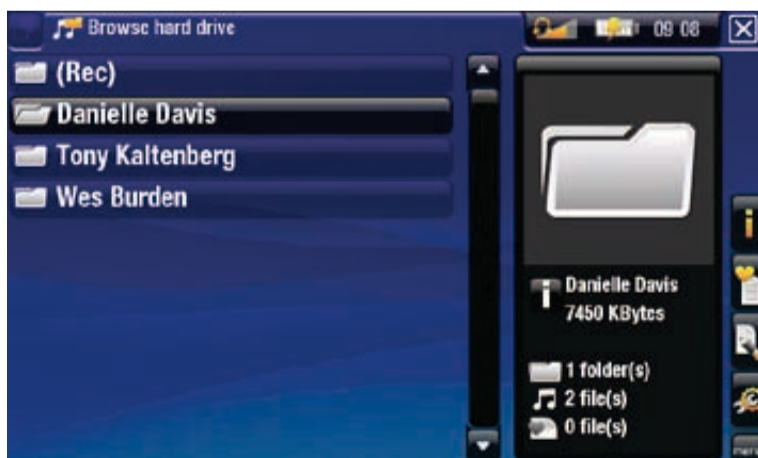 Browse hard drive
09 08
(Rec)
Danielle Davis
Tony Kaltenberg
Wes Burden
Danielle Davis
7450 KBytes
1 folder(s)
2 file(s)
0 file(s)